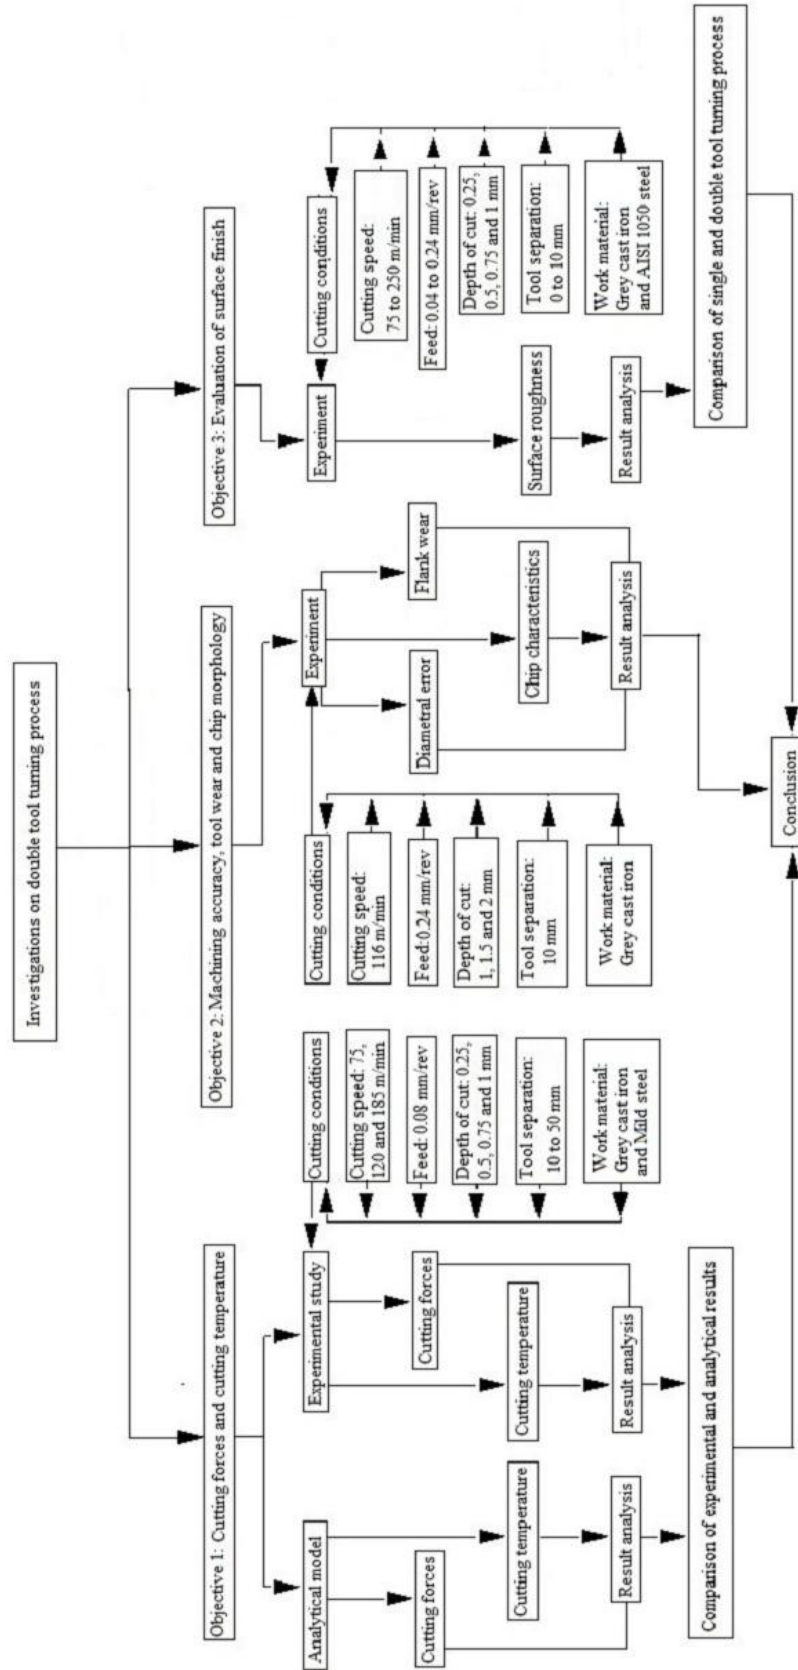 Investigations on double tool turning process
Objective 1: Cutting forces and cutting temperature
Objective 2: Machining accuracy, tool wear and chip morphology
Objective 3: Evaluation of surface finish
Analytical model
Cutting forces
Cutting temperature
Result analysis
Experimental study
Cutting forces
Cutting temperature
Result analysis
Cutting conditions
Cutting speed: 75,
120 and 185 m/min
Feed: 0.08 mm/rev
Depth of cut: 0.25,
0.5, 0.75 and 1 mm
Tool separation:
10 to 50 mm
Work material:
Grey cast iron
and Mild steel
Comparison of experimental and analytical results
Cutting conditions
Cutting speed:
116 m/min
Feed:0.24 mm/rev
Depth of cut:
1, 1.5 and 2 mm
Tool separation:
10 mm
Work material:
Grey cast iron
Experiment
Diametral error
Chip characteristics
Flank wear
Result analysis
Experiment
Surface roughness
Result analysis
Cutting conditions
Cutting speed:
75 to 250 m/min
Feed: 0.04 to 0.24 mm/rev
Depth of cut: 0.25,
0.5, 0.75 and 1 mm
Tool separation:
0 to 10 mm
Work material:
Grey cast iron
and AISI 1050 steel
Comparison of single and double tool turning process
Conclusion